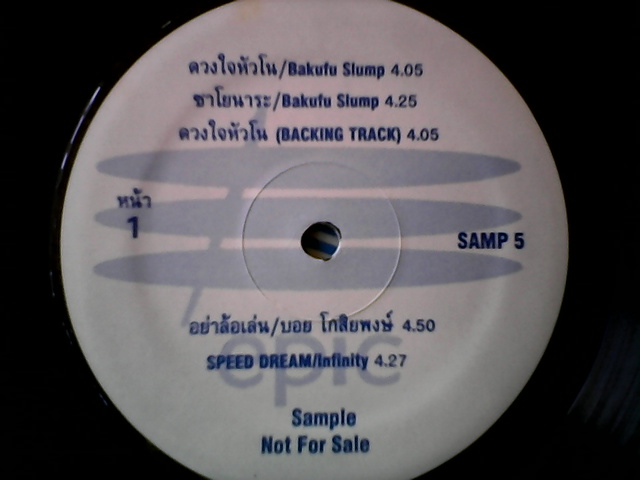 ดวงใจหัวโน/Bakufu Slump 4.05
ซาโยนาระ/Bakufu Slump 4.25
ดวงใจหัวโน (BACKING TRACK) 4.05
หน้า
1
SAMP 5
อย่าล้อเล่น/บอย โกสิยพงษ์ 4.50
SPEED DREAM/Infinity 4.27
epic
Sample
Not For Sale